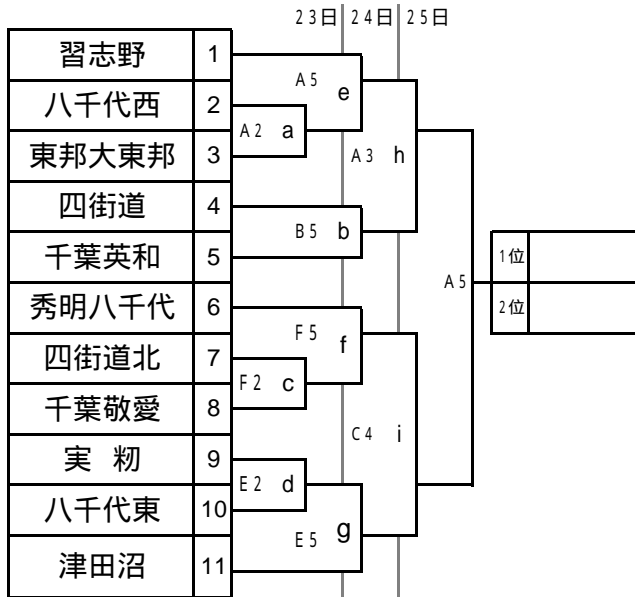 23日 24日 25日
習志野 1
A5 e
八千代西 2
A2 a
東邦大東邦 3
A3 h
四街道 4
B5 b
千葉英和 5
1位
A5
秀明八千代 6
2位
F5 f
四街道北 7
F2 c
千葉敬愛 8
C4 i
実 籾 9
E2 d
八千代東 10
E5 g
津田沼 11